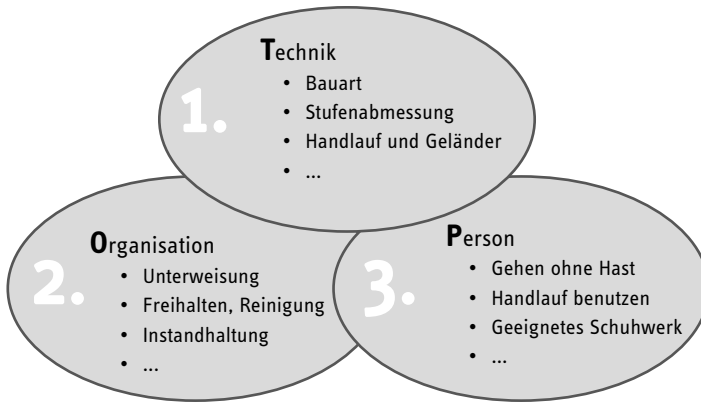 1.
Technik
• Bauart
• Stufenabmessung
• Handlauf und Geländer
• ...
2.
Organisation
• Unterweisung
• Freihalten, Reinigung
• Instandhaltung
• ...
3.
Person
• Gehen ohne Hast
• Handlauf benutzen
• Geeignetes Schuhwerk
• ...